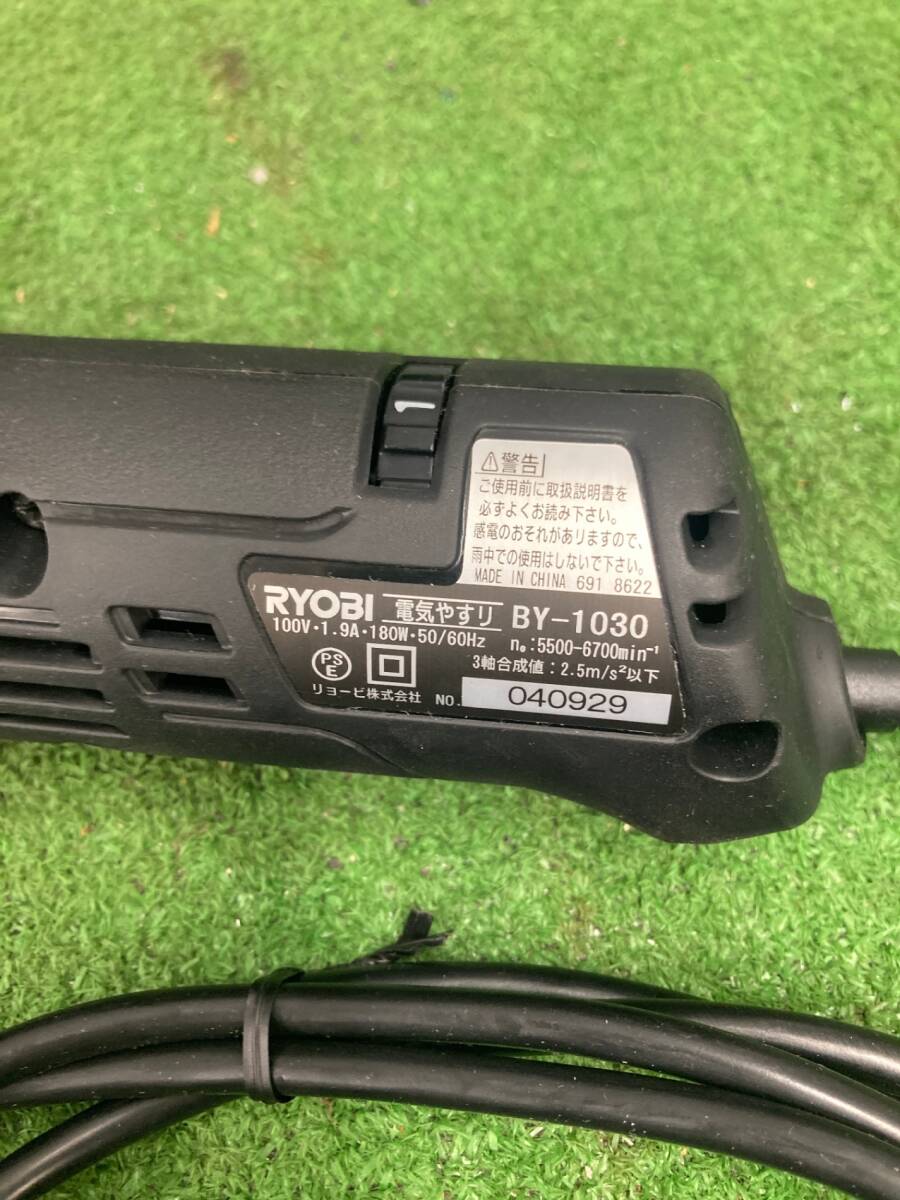 1
⚠警告
ご使用前に取扱説明書を
必ずよくお読み下さい。
感電のおそれがありますので、
雨中での使用はしないで下さい。
MADE IN CHINA 691 8622
RYOBI 電気やすり BY-1030
100V・1.9A・180W・50/60Hz n₀:5500-6700min⁻¹
3軸合成値:2.5m/s²以下
PS
E
リョービ株式会社 NO. 040929